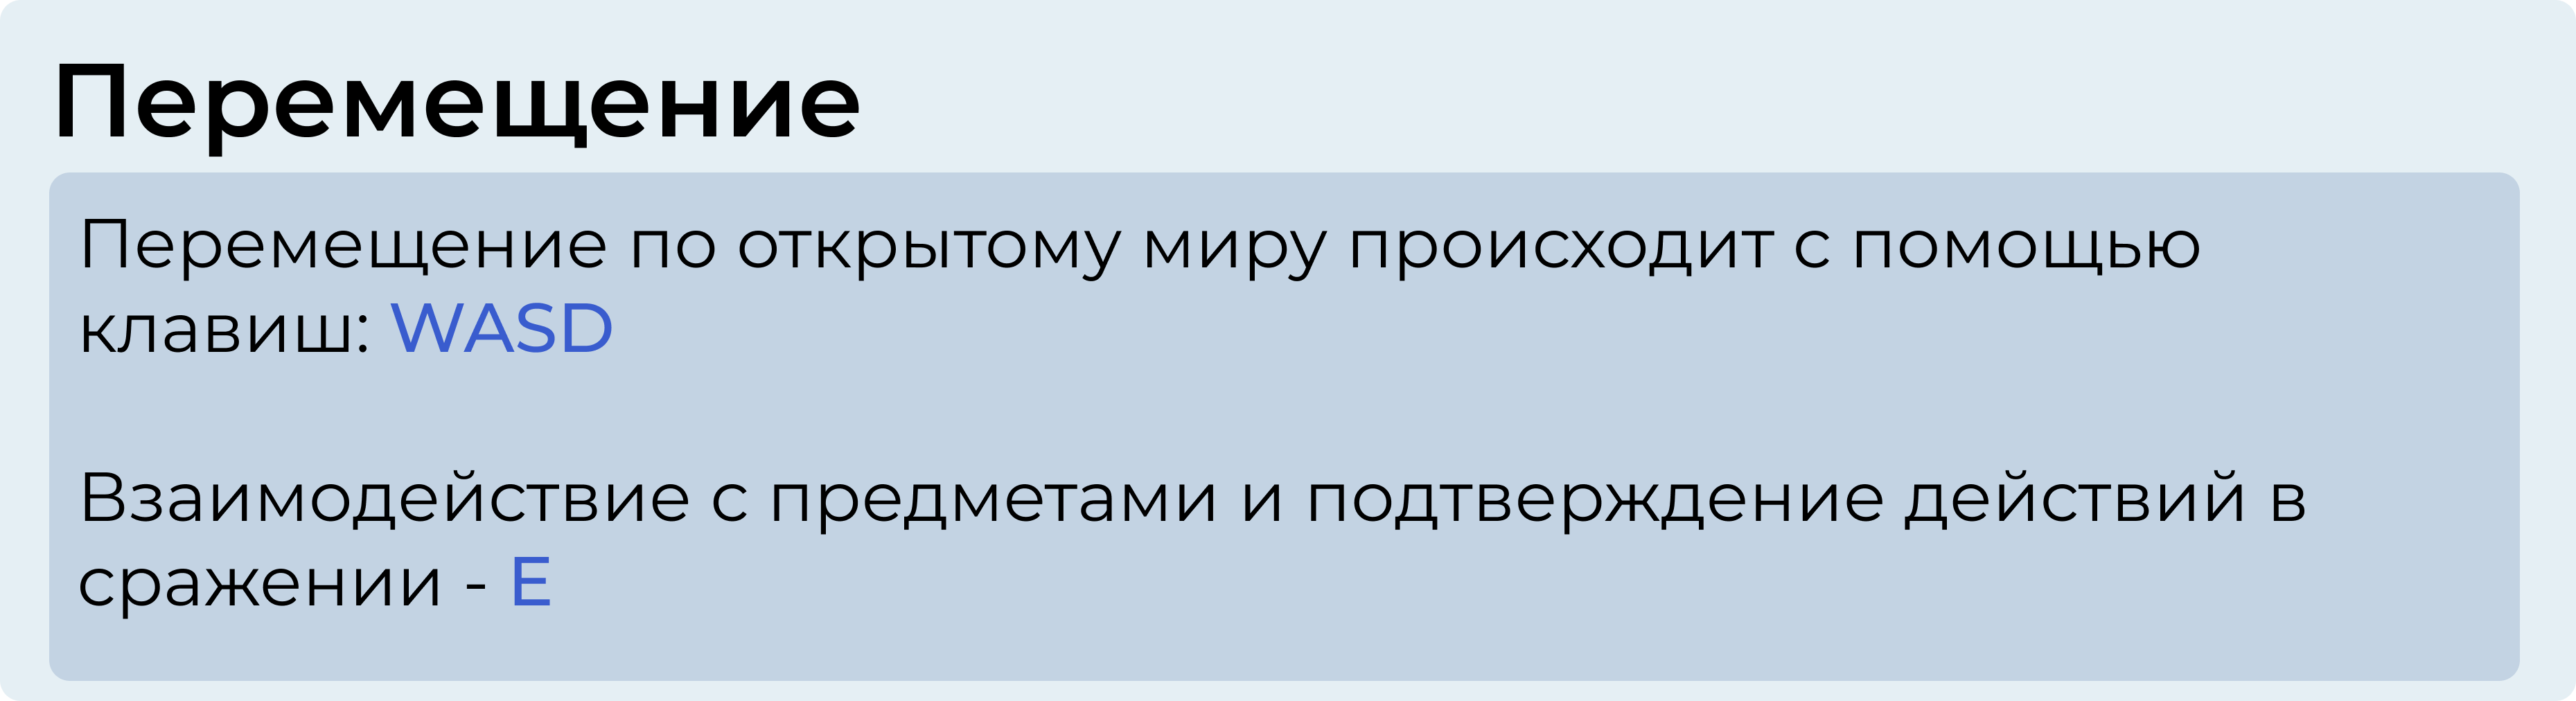 Перемещение
Перемещение по открытому миру происходит с помощью
клавиш: WASD
Взаимодействие с предметами и подтверждение действий в
сражении - E